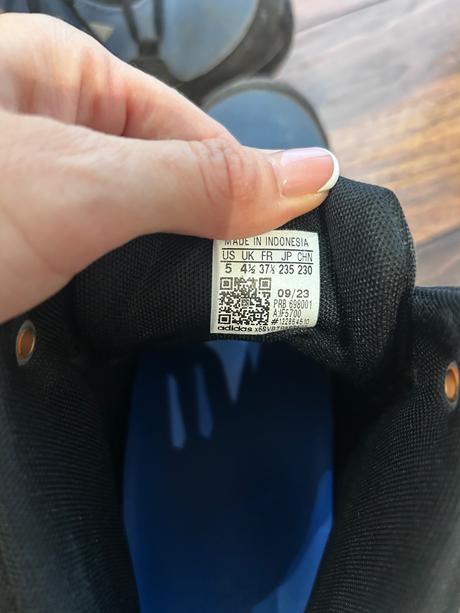 MADE IN INDONESIA
US UK FR JP CHN
5 4½ 37⅓ 235 230
09/23
PRB 698001
A:IF5700
adidas